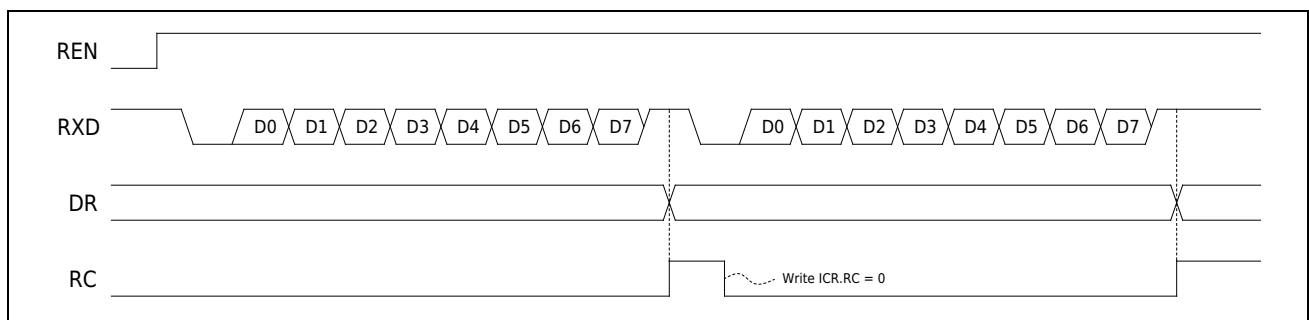 REN
RXD D0 D1 D2 D3 D4 D5 D6 D7 D0 D1 D2 D3 D4 D5 D6 D7
DR
RC Write ICR.RC = 0